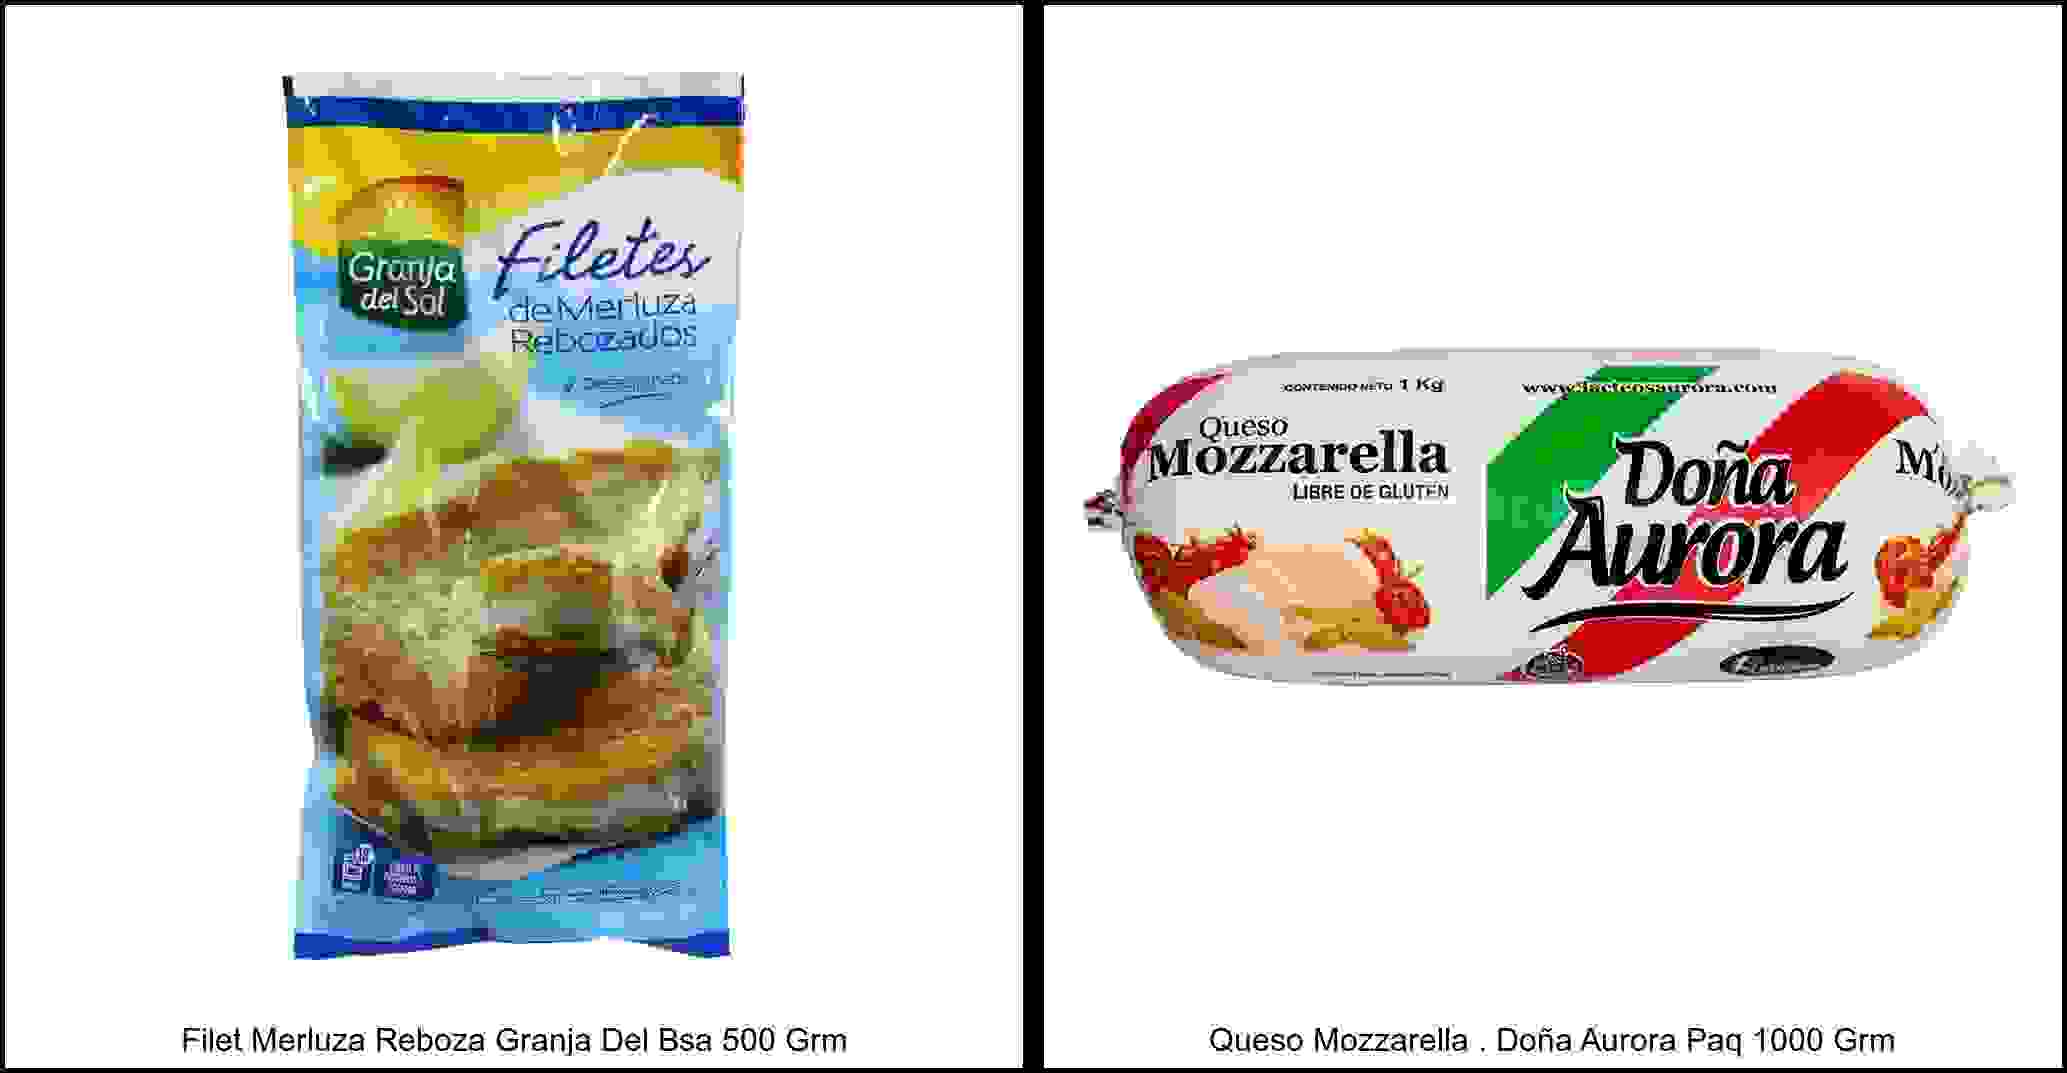 Granja
del Sol
Filetes
de Merluza
Rebozados
Filet Merluza Reboza Granja Del Bsa 500 Grm
CONTENIDO NETO 1 Kg
www.lacteosaurora.com
Queso
Mozzarella
LIBRE DE GLUTEN
Doña
Aurora
Queso Mozzarella . Doña Aurora Paq 1000 Grm